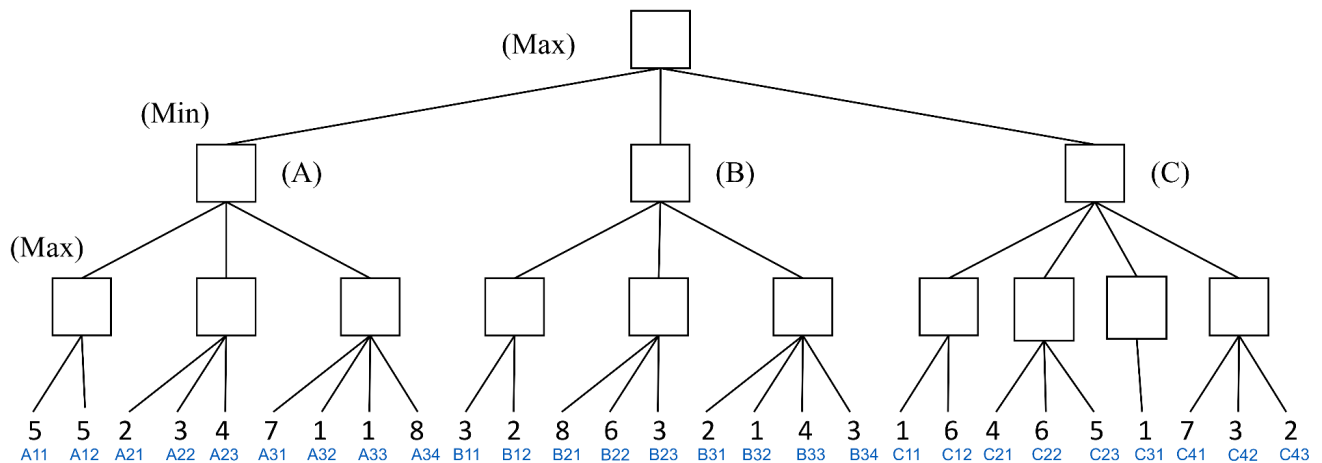 (Max)
(Min)
(A) (B) (C)
(Max)
5 5 2 3 4 7 1 1 8 3 2 8 6 3 2 1 4 3 1 6 4 6 5 1 7 3 2
A11 A12 A21 A22 A23 A31 A32 A33 A34 B11 B12 B21 B22 B23 B31 B32 B33 B34 C11 C12 C21 C22 C23 C31 C41 C42 C43